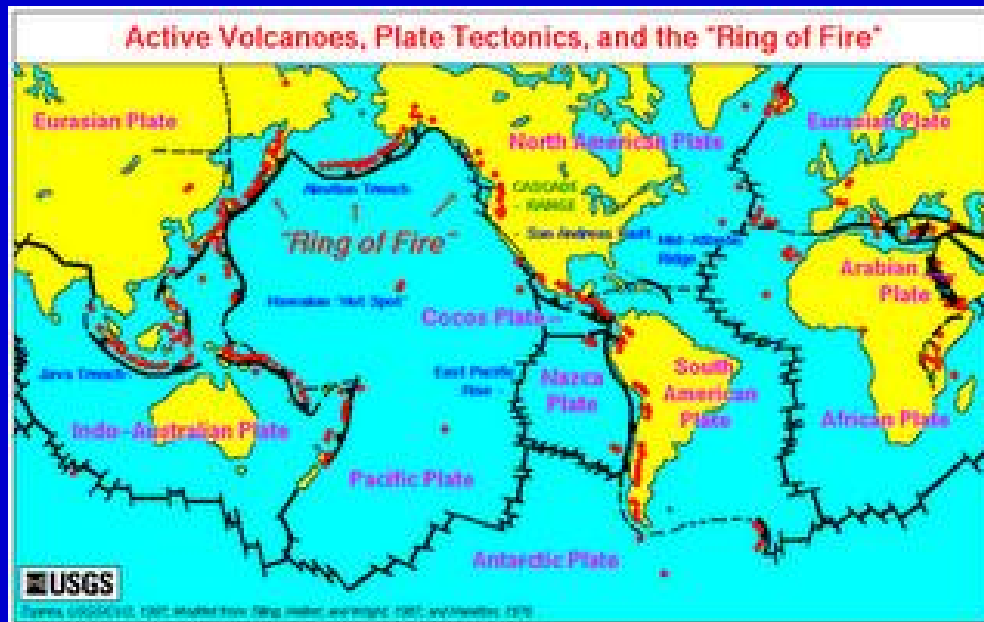 Active Volcanoes, Plate Tectonics, and the "Ring of Fire"
Eurasian Plate
North American Plate
Eurasian Plate
Aleutian Trench
CASCADE
RANGE
"Ring of Fire"
San Andreas Fault
Mid-Atlantic
Ridge
Arabian
Plate
Hawaiian "Hot Spot"
Cocos Plate
Java Trench
East Pacific
Rise
Nazca
Plate
South
American
Plate
Indo-Australian Plate
African Plate
Pacific Plate
Antarctic Plate
USGS